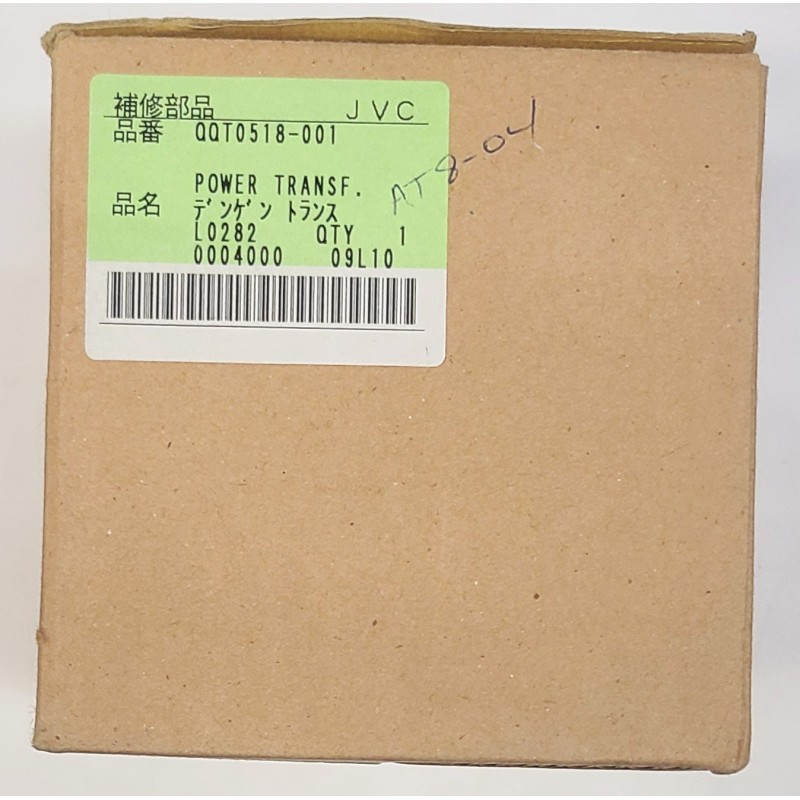 補修部品 JVC
品番 QQT0518-001
POWER TRANSF.
品名 デンゲン トランス
L0282 QTY 1
0004000 09L10
AT8-04